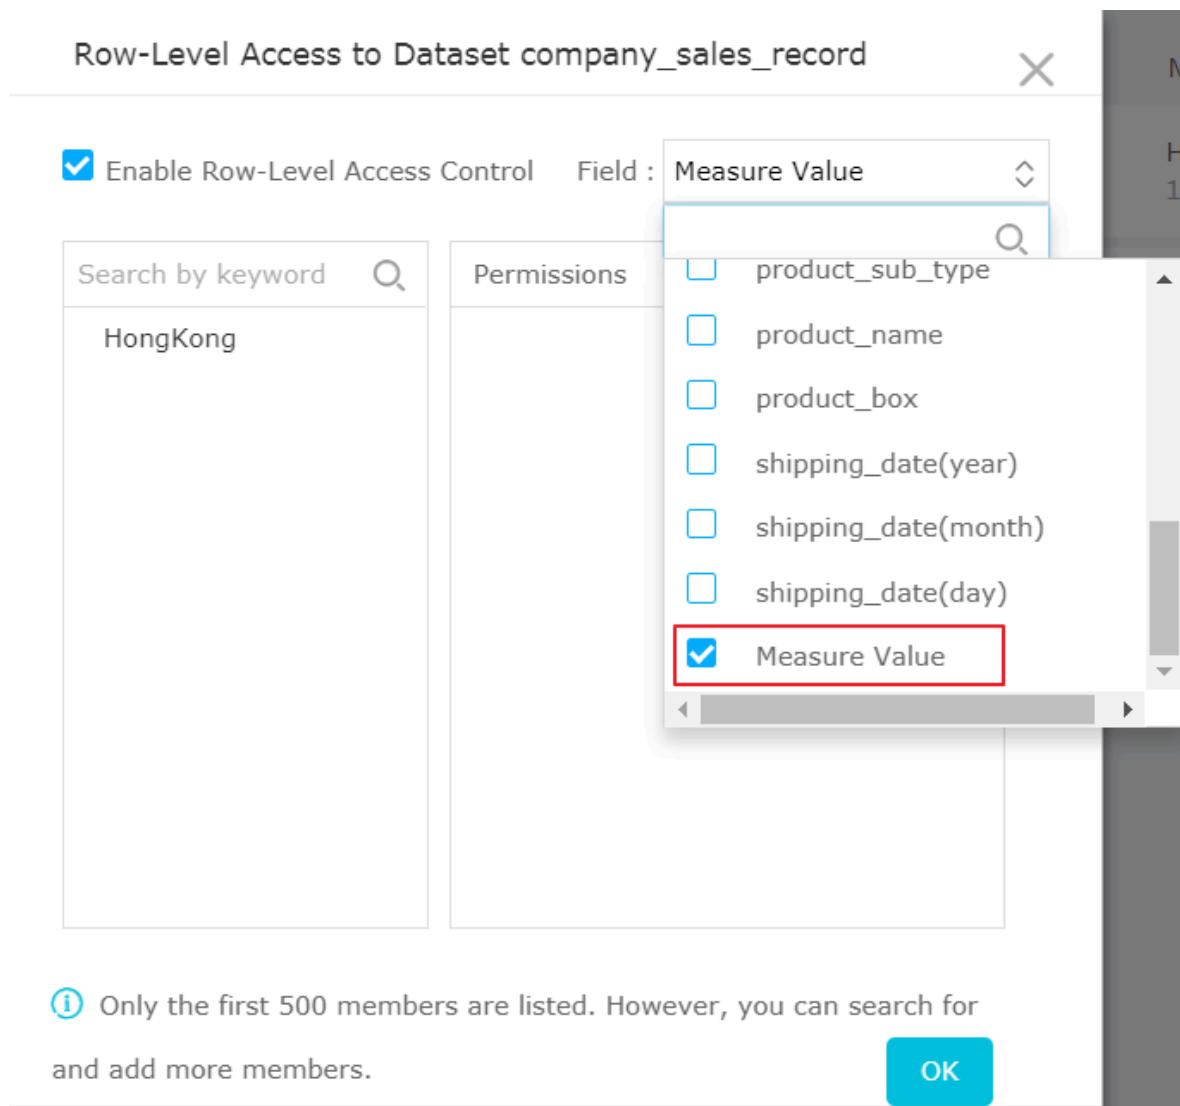 Row-Level Access to Dataset company_sales_record
Enable Row-Level Access Control Field : Measure Value
Search by keyword
Permissions
HongKong
product_sub_type
product_name
product_box
shipping_date(year)
shipping_date(month)
shipping_date(day)
Measure Value
Only the first 500 members are listed. However, you can search for
and add more members.
OK